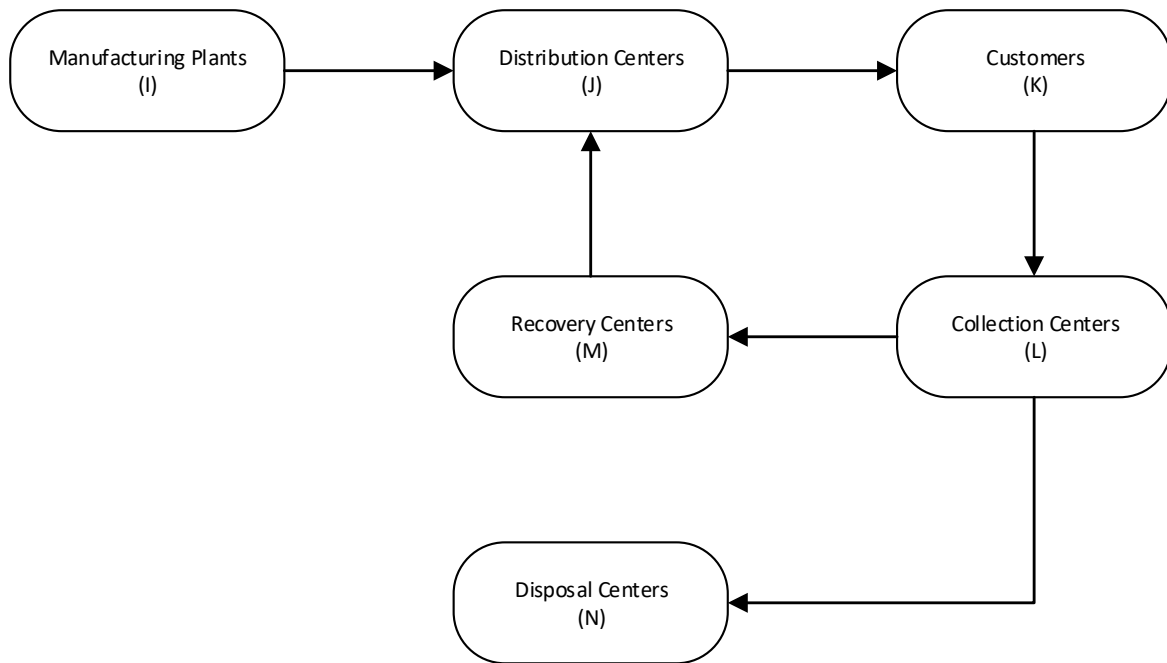 Manufacturing Plants
(I)
Distribution Centers
(J)
Customers
(K)
Recovery Centers
(M)
Collection Centers
(L)
Disposal Centers
(N)